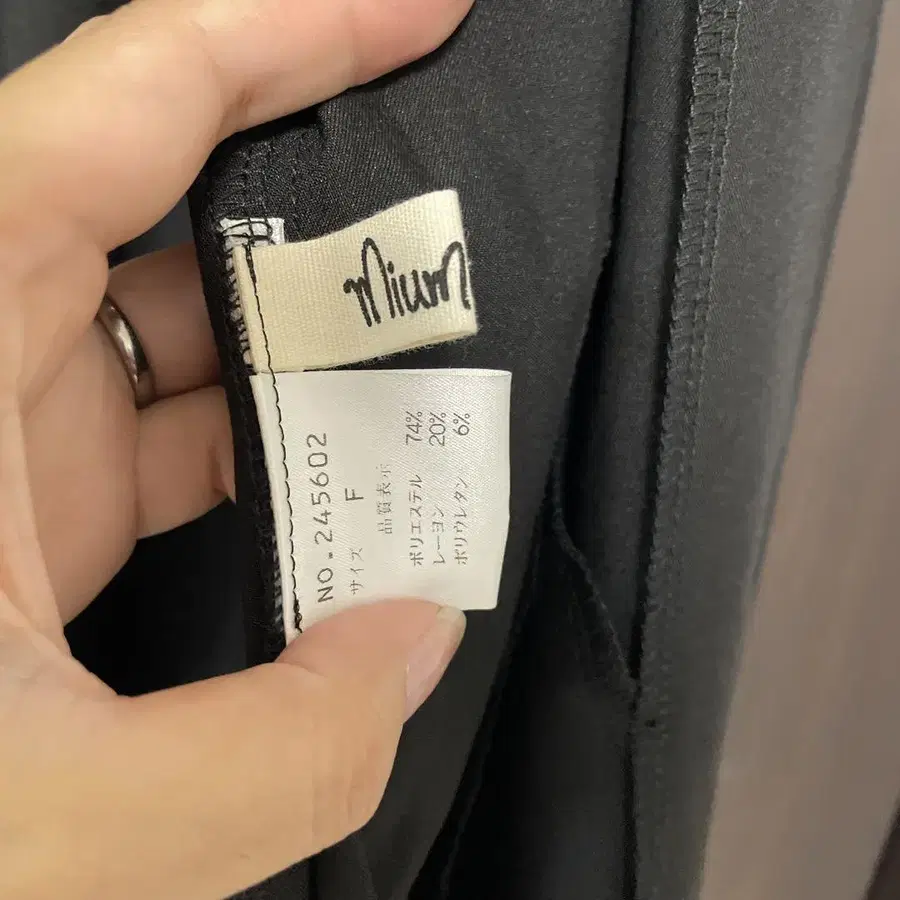 mium
NO.245602
サイズ F
品質表示
ポリエステル 74%
レーヨン 20%
ポリウレタン 6%